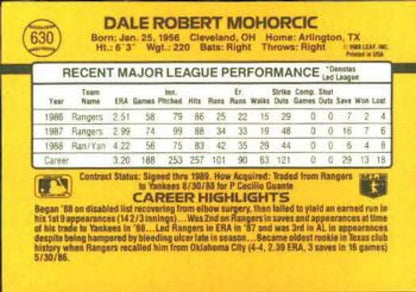 630
DALE ROBERT MOHORCIC
Born: Jan. 25, 1956 Cleveland, OH Home: Arlington, TX
Ht.: 6'3" Wgt.: 220 Bats: Right Throws: Right
© 1989 LEAF, INC.
Printed in USA
RECENT MAJOR LEAGUE PERFORMANCE *Denotes Led League
Year Team Name ERA Games Inn. Pitched Hits Runs Er. Runs Walks Strike Outs Comp. Games Shut Outs Save Won Lost
1986 Rangers 2.51 58 79 86 25 22 15 29 0 0 7 2 4
1987 Rangers 2.99 74 99 88 34 33 19 48 0 0 16 7 6
1988 Ran/Yan 4.22 56 75 83 42 35 29 44 0 0 6 4 8
Career 3.20 188 253 257 101 90 63 121 0 0 29 13 18
Contract Status: Signed thru 1989. How Acquired: Traded from Rangers
to Yankees 8/30/88 for P Cecilio Guante
CAREER HIGHLIGHTS
Began '88 on disabled list recovering from elbow surgery, then failed to yield an earned run
in his 1st 9 appearances (14 2/3 innings)...Was 2nd on Rangers in saves and appearances at
time of his trade to Yankees in '88...Led Rangers in ERA in '87 and was 3rd in AL in appearances
despite being hampered by bleeding ulcer late in season...Became oldest rookie in Texas club
history when Rangers recalled him from Oklahoma City (4-4, 2.39 ERA, 3 saves in 16 games)
5/30/86.